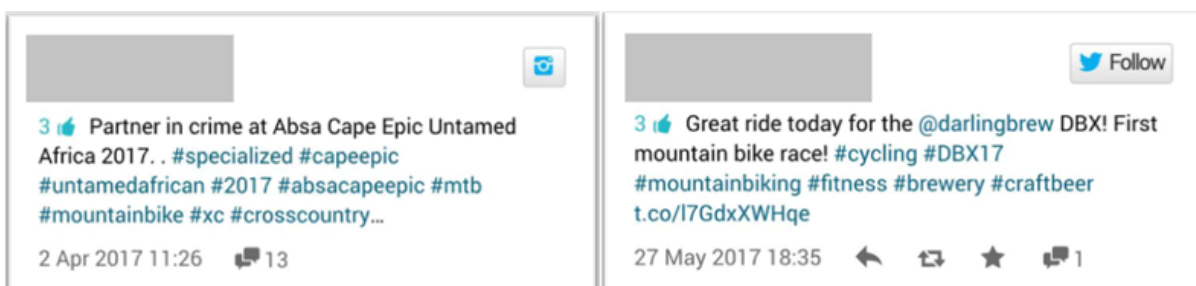 3 Partner in crime at Absa Cape Epic Untamed
Africa 2017. . #specialized #capeepic
#untamedafrican #2017 #absacapeepic #mtb
#mountainbike #xc #crosscountry...
2 Apr 2017 11:26 13
Follow
3 Great ride today for the @darlingbrew DBX! First
mountain bike race! #cycling #DBX17
#mountainbiking #fitness #brewery #craftbeer
t.co/l7GdxXWHqe
27 May 2017 18:35 1